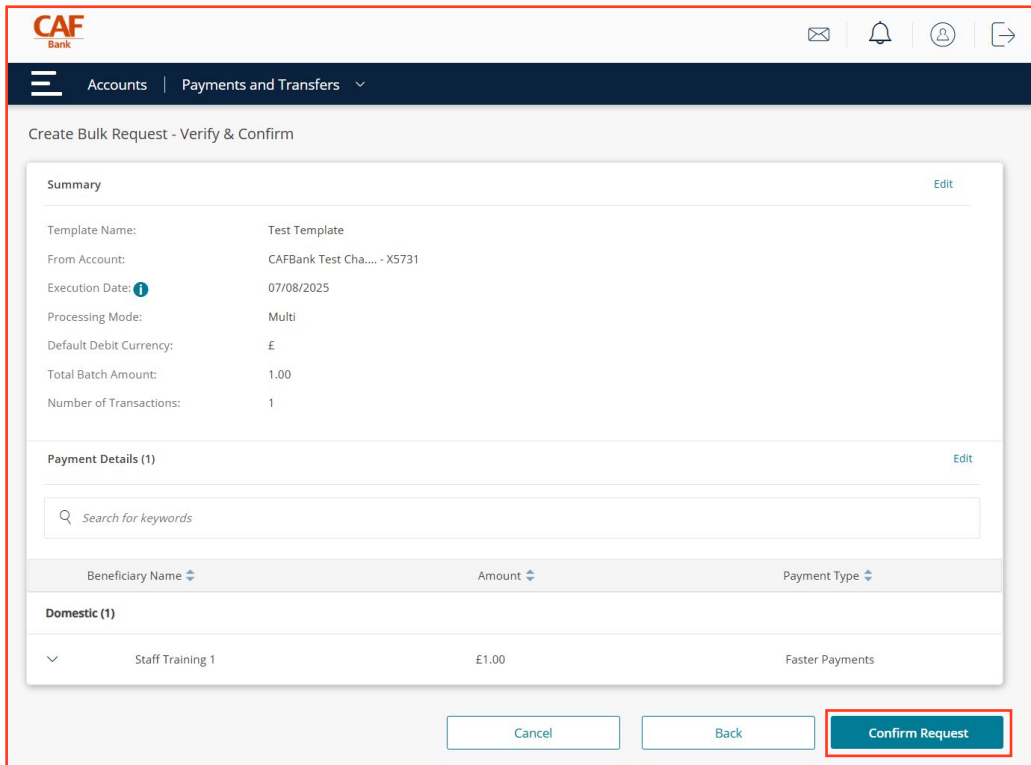 CAF
Bank
Accounts | Payments and Transfers
Create Bulk Request - Verify & Confirm
Summary Edit
Template Name: Test Template
From Account: CAFBank Test Cha.... - X5731
Execution Date: i 07/08/2025
Processing Mode: Multi
Default Debit Currency: £
Total Batch Amount: 1.00
Number of Transactions: 1
Payment Details (1) Edit
Search for keywords
Beneficiary Name Amount Payment Type
Domestic (1)
Staff Training 1 £1.00 Faster Payments
Cancel Back Confirm Request